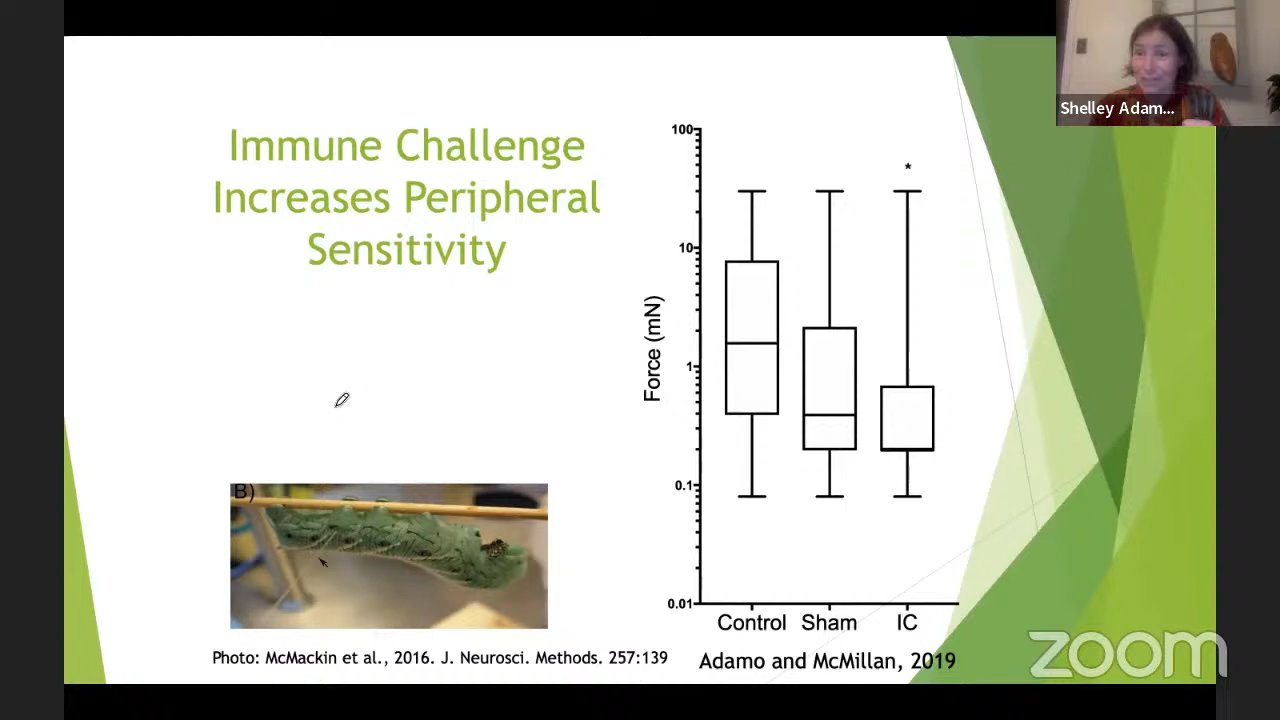 Shelley Adam...
Immune Challenge
Increases Peripheral
Sensitivity
100
*
10
Force (mN)
1
0.1
0.01
Control Sham IC
B)
Photo: McMackin et al., 2016. J. Neurosci. Methods. 257:139
Adamo and McMillan, 2019
zoom